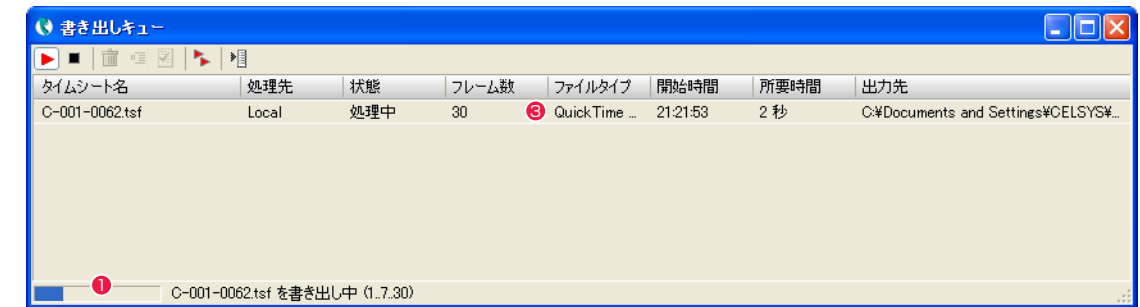 書き出しキュー
タイムシート名 処理先 状態 フレーム数 ファイルタイプ 開始時間 所要時間 出力先
C-001-0062.tsf Local 処理中 30 ③ QuickTime ... 21:21:53 2 秒 C:¥Documents and Settings¥CELSYS¥...
① C-001-0062.tsf を書き出し中 (1..7..30)